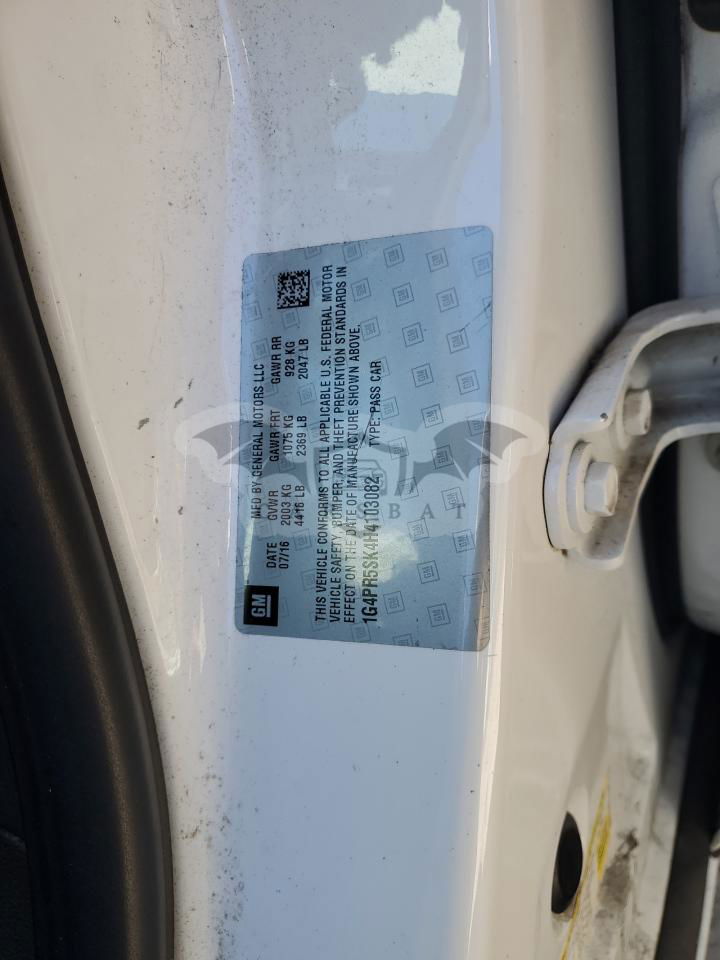 GM
MFD BY GENERAL MOTORS LLC
DATE GVWR GAWR FRT GAWR RR
07/16 2003 KG 1075 KG 928 KG
4416 LB 2369 LB 2047 LB
THIS VEHICLE CONFORMS TO ALL APPLICABLE U.S. FEDERAL MOTOR
VEHICLE SAFETY, BUMPER, AND THEFT PREVENTION STANDARDS IN
EFFECT ON THE DATE OF MANUFACTURE SHOWN ABOVE.
1G4PR5SK4H4103082 TYPE: PASS CAR